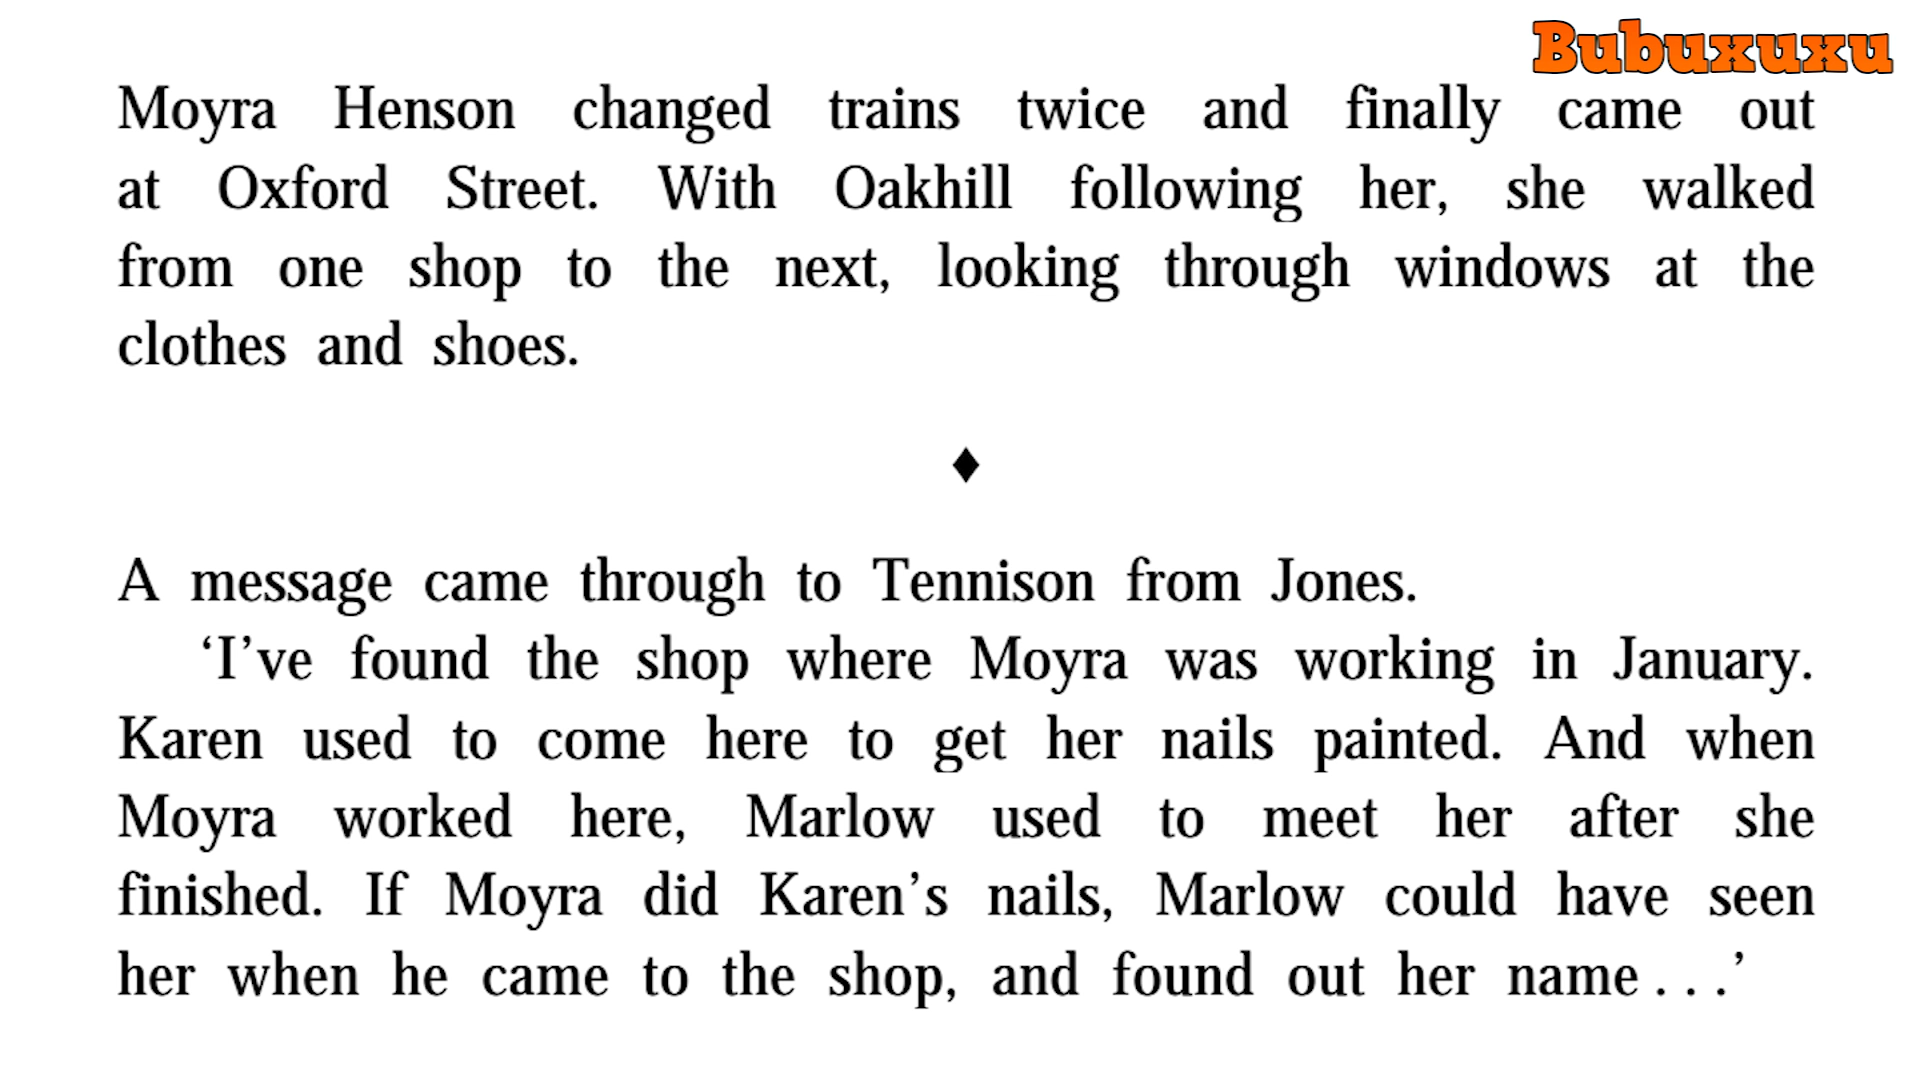 Bubuxuxu
Moyra Henson changed trains twice and finally came out
at Oxford Street. With Oakhill following her, she walked
from one shop to the next, looking through windows at the
clothes and shoes.
♦
A message came through to Tennison from Jones.
‘I’ve found the shop where Moyra was working in January.
Karen used to come here to get her nails painted. And when
Moyra worked here, Marlow used to meet her after she
finished. If Moyra did Karen’s nails, Marlow could have seen
her when he came to the shop, and found out her name . . .’